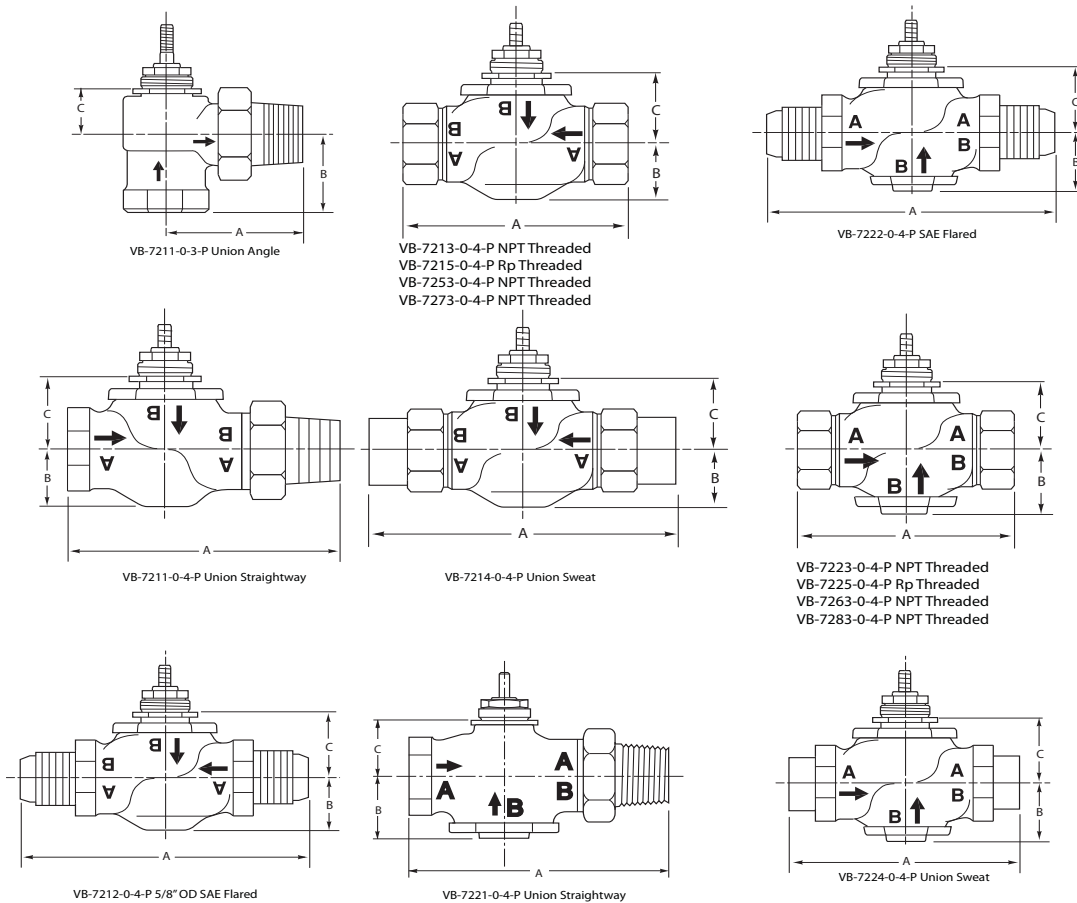 C
B
A
VB-7211-0-3-P Union Angle
B
B
A
A
C
B
A
VB-7213-0-4-P NPT Threaded
VB-7215-0-4-P Rp Threaded
VB-7253-0-4-P NPT Threaded
VB-7273-0-4-P NPT Threaded
A
A
B
B
C
B
A
VB-7222-0-4-P SAE Flared
C
B
B
B
A
A
A
VB-7211-0-4-P Union Straightway
B
B
A
A
C
B
A
VB-7214-0-4-P Union Sweat
A
A
B
B
C
B
A
VB-7223-0-4-P NPT Threaded
VB-7225-0-4-P Rp Threaded
VB-7263-0-4-P NPT Threaded
VB-7283-0-4-P NPT Threaded
B
B
A
A
C
B
A
VB-7212-0-4-P 5/8" OD SAE Flared
C
B
A
A
B
B
A
VB-7221-0-4-P Union Straightway
A
A
B
B
C
B
A
VB-7224-0-4-P Union Sweat